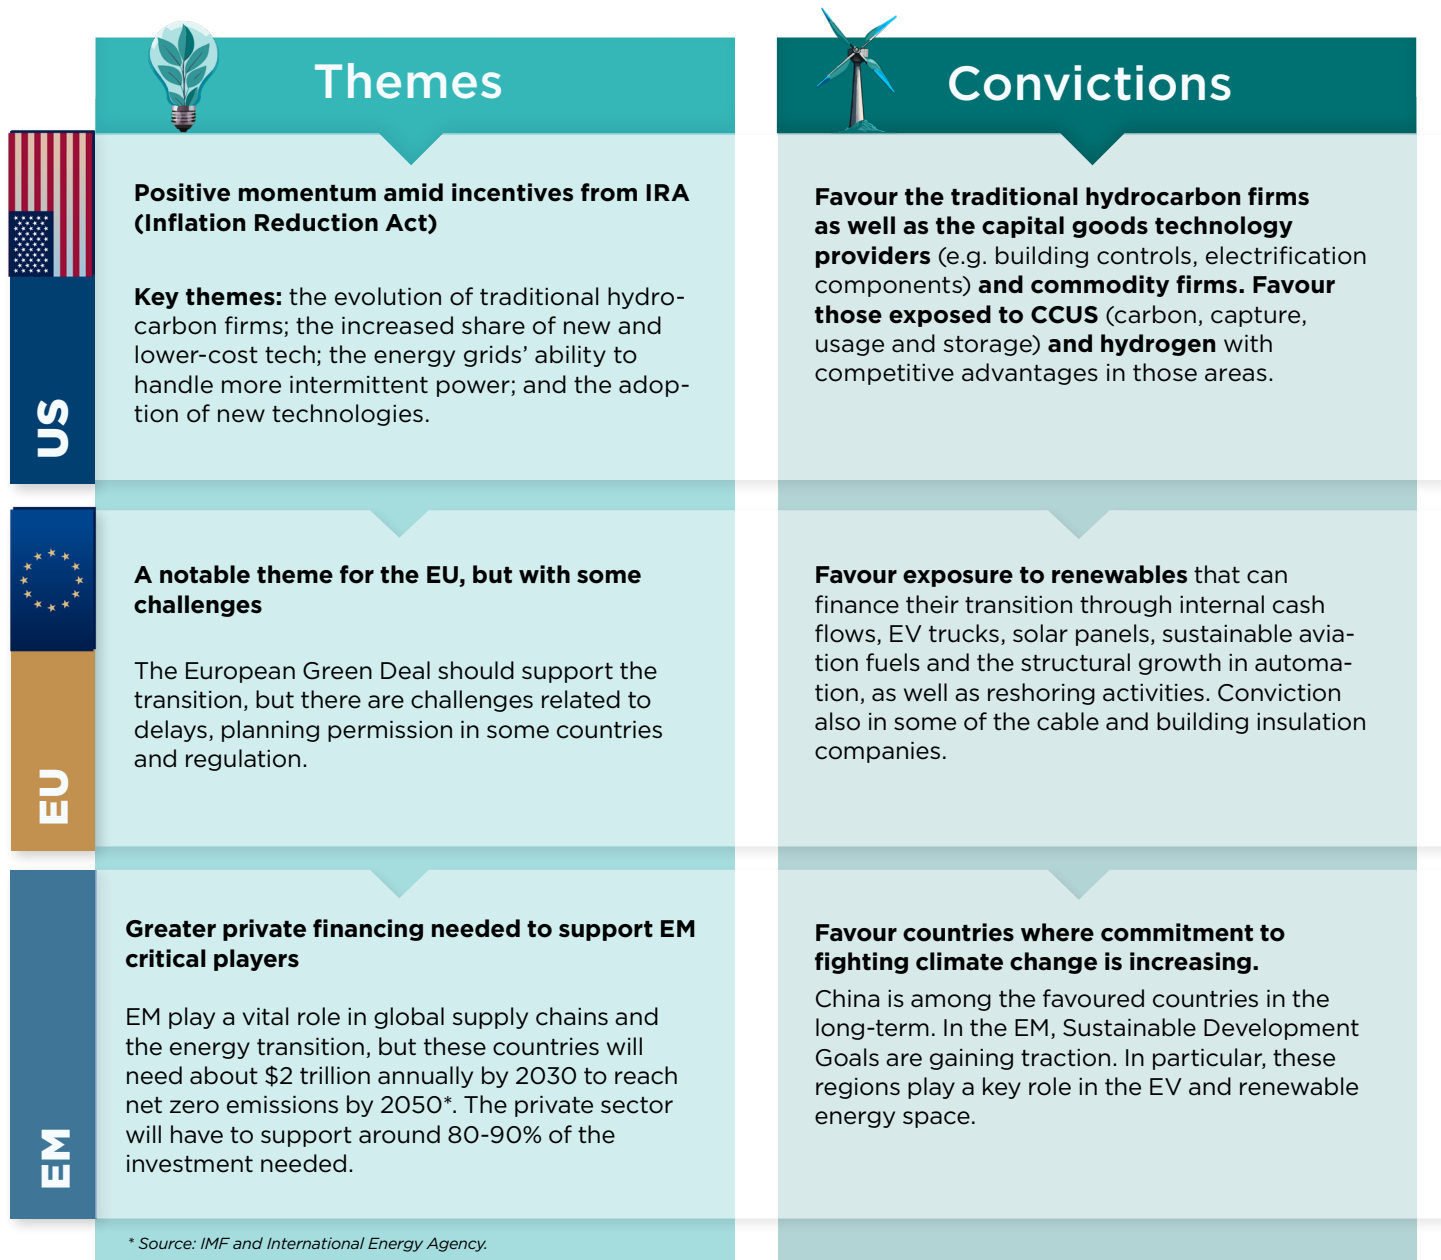 Themes
Convictions
US
Positive momentum amid incentives from IRA
(Inflation Reduction Act)
Key themes: the evolution of traditional hydro-
carbon firms; the increased share of new and
lower-cost tech; the energy grids’ ability to
handle more intermittent power; and the adop-
tion of new technologies.
Favour the traditional hydrocarbon firms
as well as the capital goods technology
providers (e.g. building controls, electrification
components) and commodity firms. Favour
those exposed to CCUS (carbon, capture,
usage and storage) and hydrogen with
competitive advantages in those areas.
EU
A notable theme for the EU, but with some
challenges
The European Green Deal should support the
transition, but there are challenges related to
delays, planning permission in some countries
and regulation.
Favour exposure to renewables that can
finance their transition through internal cash
flows, EV trucks, solar panels, sustainable avia-
tion fuels and the structural growth in automa-
tion, as well as reshoring activities. Conviction
also in some of the cable and building insulation
companies.
EM
Greater private financing needed to support EM
critical players
EM play a vital role in global supply chains and
the energy transition, but these countries will
need about $2 trillion annually by 2030 to reach
net zero emissions by 2050*. The private sector
will have to support around 80-90% of the
investment needed.
Favour countries where commitment to
fighting climate change is increasing.
China is among the favoured countries in the
long-term. In the EM, Sustainable Development
Goals are gaining traction. In particular, these
regions play a key role in the EV and renewable
energy space.
* Source: IMF and International Energy Agency.